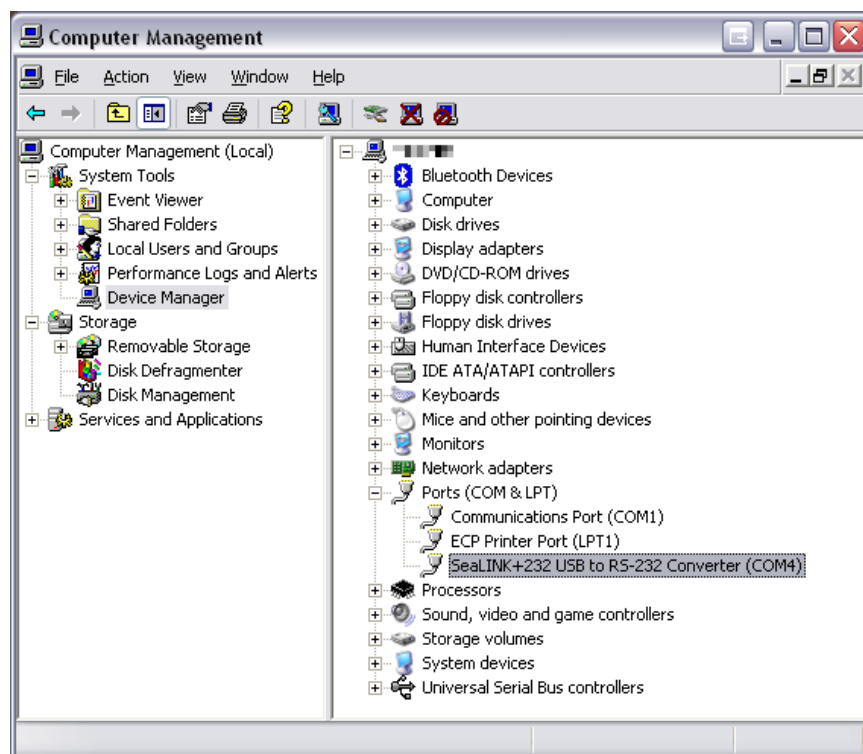 Computer Management
File Action View Window Help
Computer Management (Local)
System Tools
Event Viewer
Shared Folders
Local Users and Groups
Performance Logs and Alerts
Device Manager
Storage
Removable Storage
Disk Defragmenter
Disk Management
Services and Applications
Bluetooth Devices
Computer
Disk drives
Display adapters
DVD/CD-ROM drives
Floppy disk controllers
Floppy disk drives
Human Interface Devices
IDE ATA/ATAPI controllers
Keyboards
Mice and other pointing devices
Monitors
Network adapters
Ports (COM & LPT)
Communications Port (COM1)
ECP Printer Port (LPT1)
SeaLINK+232 USB to RS-232 Converter (COM4)
Processors
Sound, video and game controllers
Storage volumes
System devices
Universal Serial Bus controllers